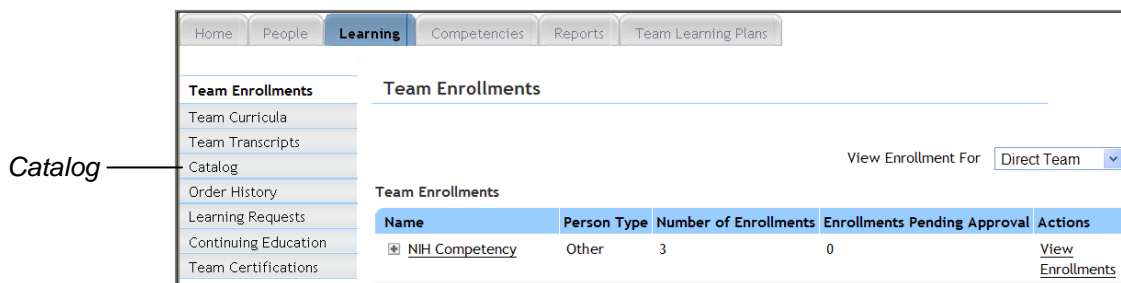 Home People Learning Competencies Reports Team Learning Plans
Team Enrollments
Team Curricula
Team Transcripts
Catalog
Order History
Learning Requests
Continuing Education
Team Certifications
Catalog
Team Enrollments
View Enrollment For Direct Team
Team Enrollments
Name Person Type Number of Enrollments Enrollments Pending Approval Actions
NIH Competency Other 3 0 View
Enrollments